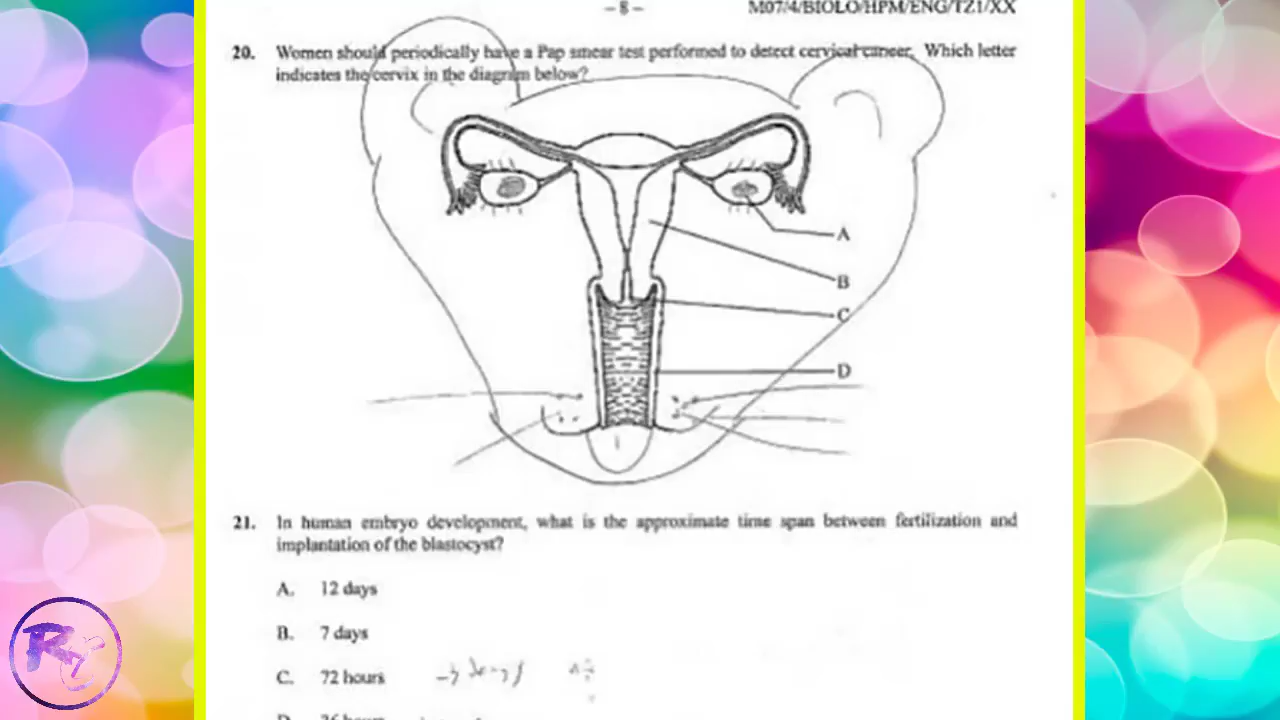 – 8 –
M07/4/BIOLO/HPM/ENG/TZ1/XX
20. Women should periodically have a Pap smear test performed to detect cervical cancer. Which letter
indicates the cervix in the diagram below?
A
B
C
D
21. In human embryo development, what is the approximate time span between fertilization and
implantation of the blastocyst?
A. 12 days
B. 7 days
C. 72 hours